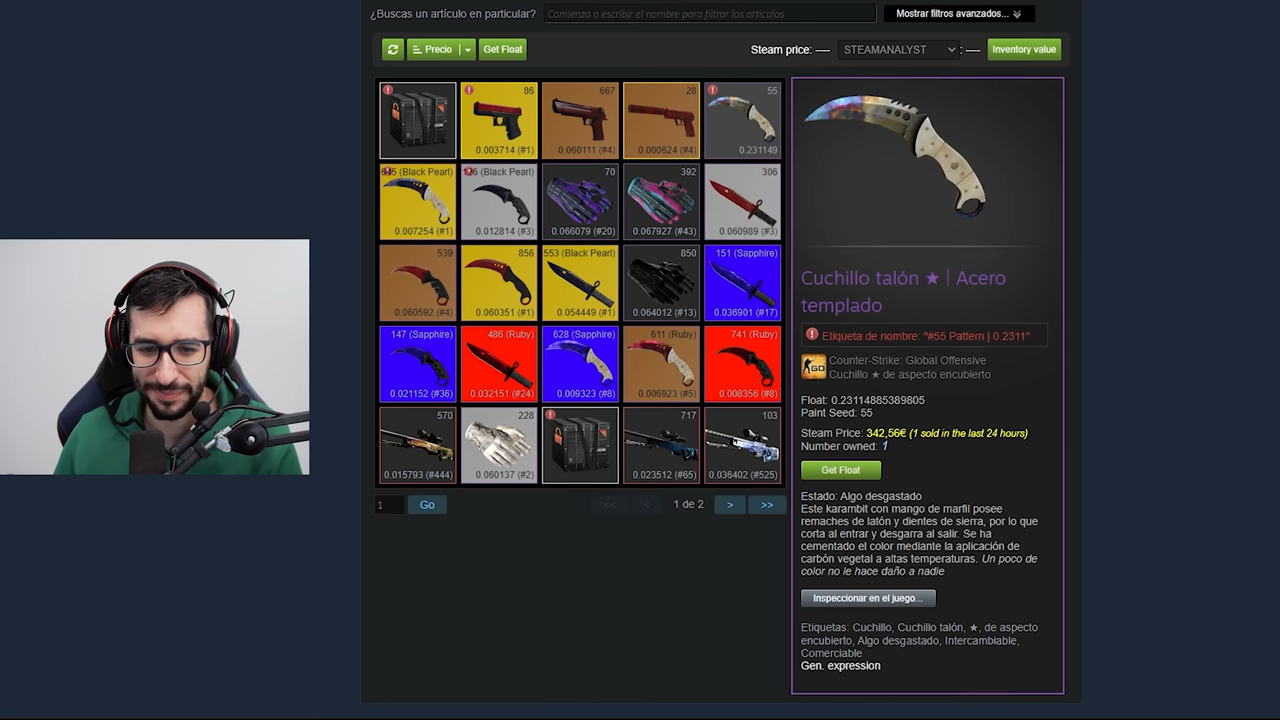 ¿Buscas un artículo en particular?
Comienza a escribir el nombre para filtrar los artículos
Mostrar filtros avanzados...
Precio
Get Float
Steam price: ----
STEAMANALYST
: ----
Inventory value
86
0.003714 (#1)
667
0.060111 (#4)
28
0.000624 (#4)
55
0.231149
(Black Pearl)
0.007254 (#1)
(Black Pearl)
0.012814 (#3)
70
0.066079 (#20)
392
0.067927 (#43)
306
0.060989 (#3)
539
0.060592 (#4)
856
0.060351 (#1)
553 (Black Pearl)
0.054449 (#1)
850
0.064012 (#13)
151 (Sapphire)
0.036901 (#17)
147 (Sapphire)
0.021152 (#36)
486 (Ruby)
0.032151 (#24)
628 (Sapphire)
0.009323 (#8)
611 (Ruby)
0.006923 (#5)
741 (Ruby)
0.008356 (#8)
570
0.015793 (#444)
228
0.060137 (#2)
717
0.023512 (#65)
103
0.036402 (#525)
1
Go
<<
<
1 de 2
>
>>
Cuchillo talón ★ | Acero
templado
Etiqueta de nombre: "#55 Pattern | 0.2311"
GO
Counter-Strike: Global Offensive
Cuchillo ★ de aspecto encubierto
Float: 0.23114885389805
Paint Seed: 55
Steam Price: 342,56€ (1 sold in the last 24 hours)
Number owned: 1
Get Float
Estado: Algo desgastado
Este karambit con mango de marfil posee
remaches de latón y dientes de sierra, por lo que
corta al entrar y desgarra al salir. Se ha
cementado el color mediante la aplicación de
carbón vegetal a altas temperaturas. Un poco de
color no le hace daño a nadie
Inspeccionar en el juego...
Etiquetas: Cuchillo, Cuchillo talón, ★, de aspecto
encubierto, Algo desgastado, Intercambiable,
Comerciable
Gen. expression